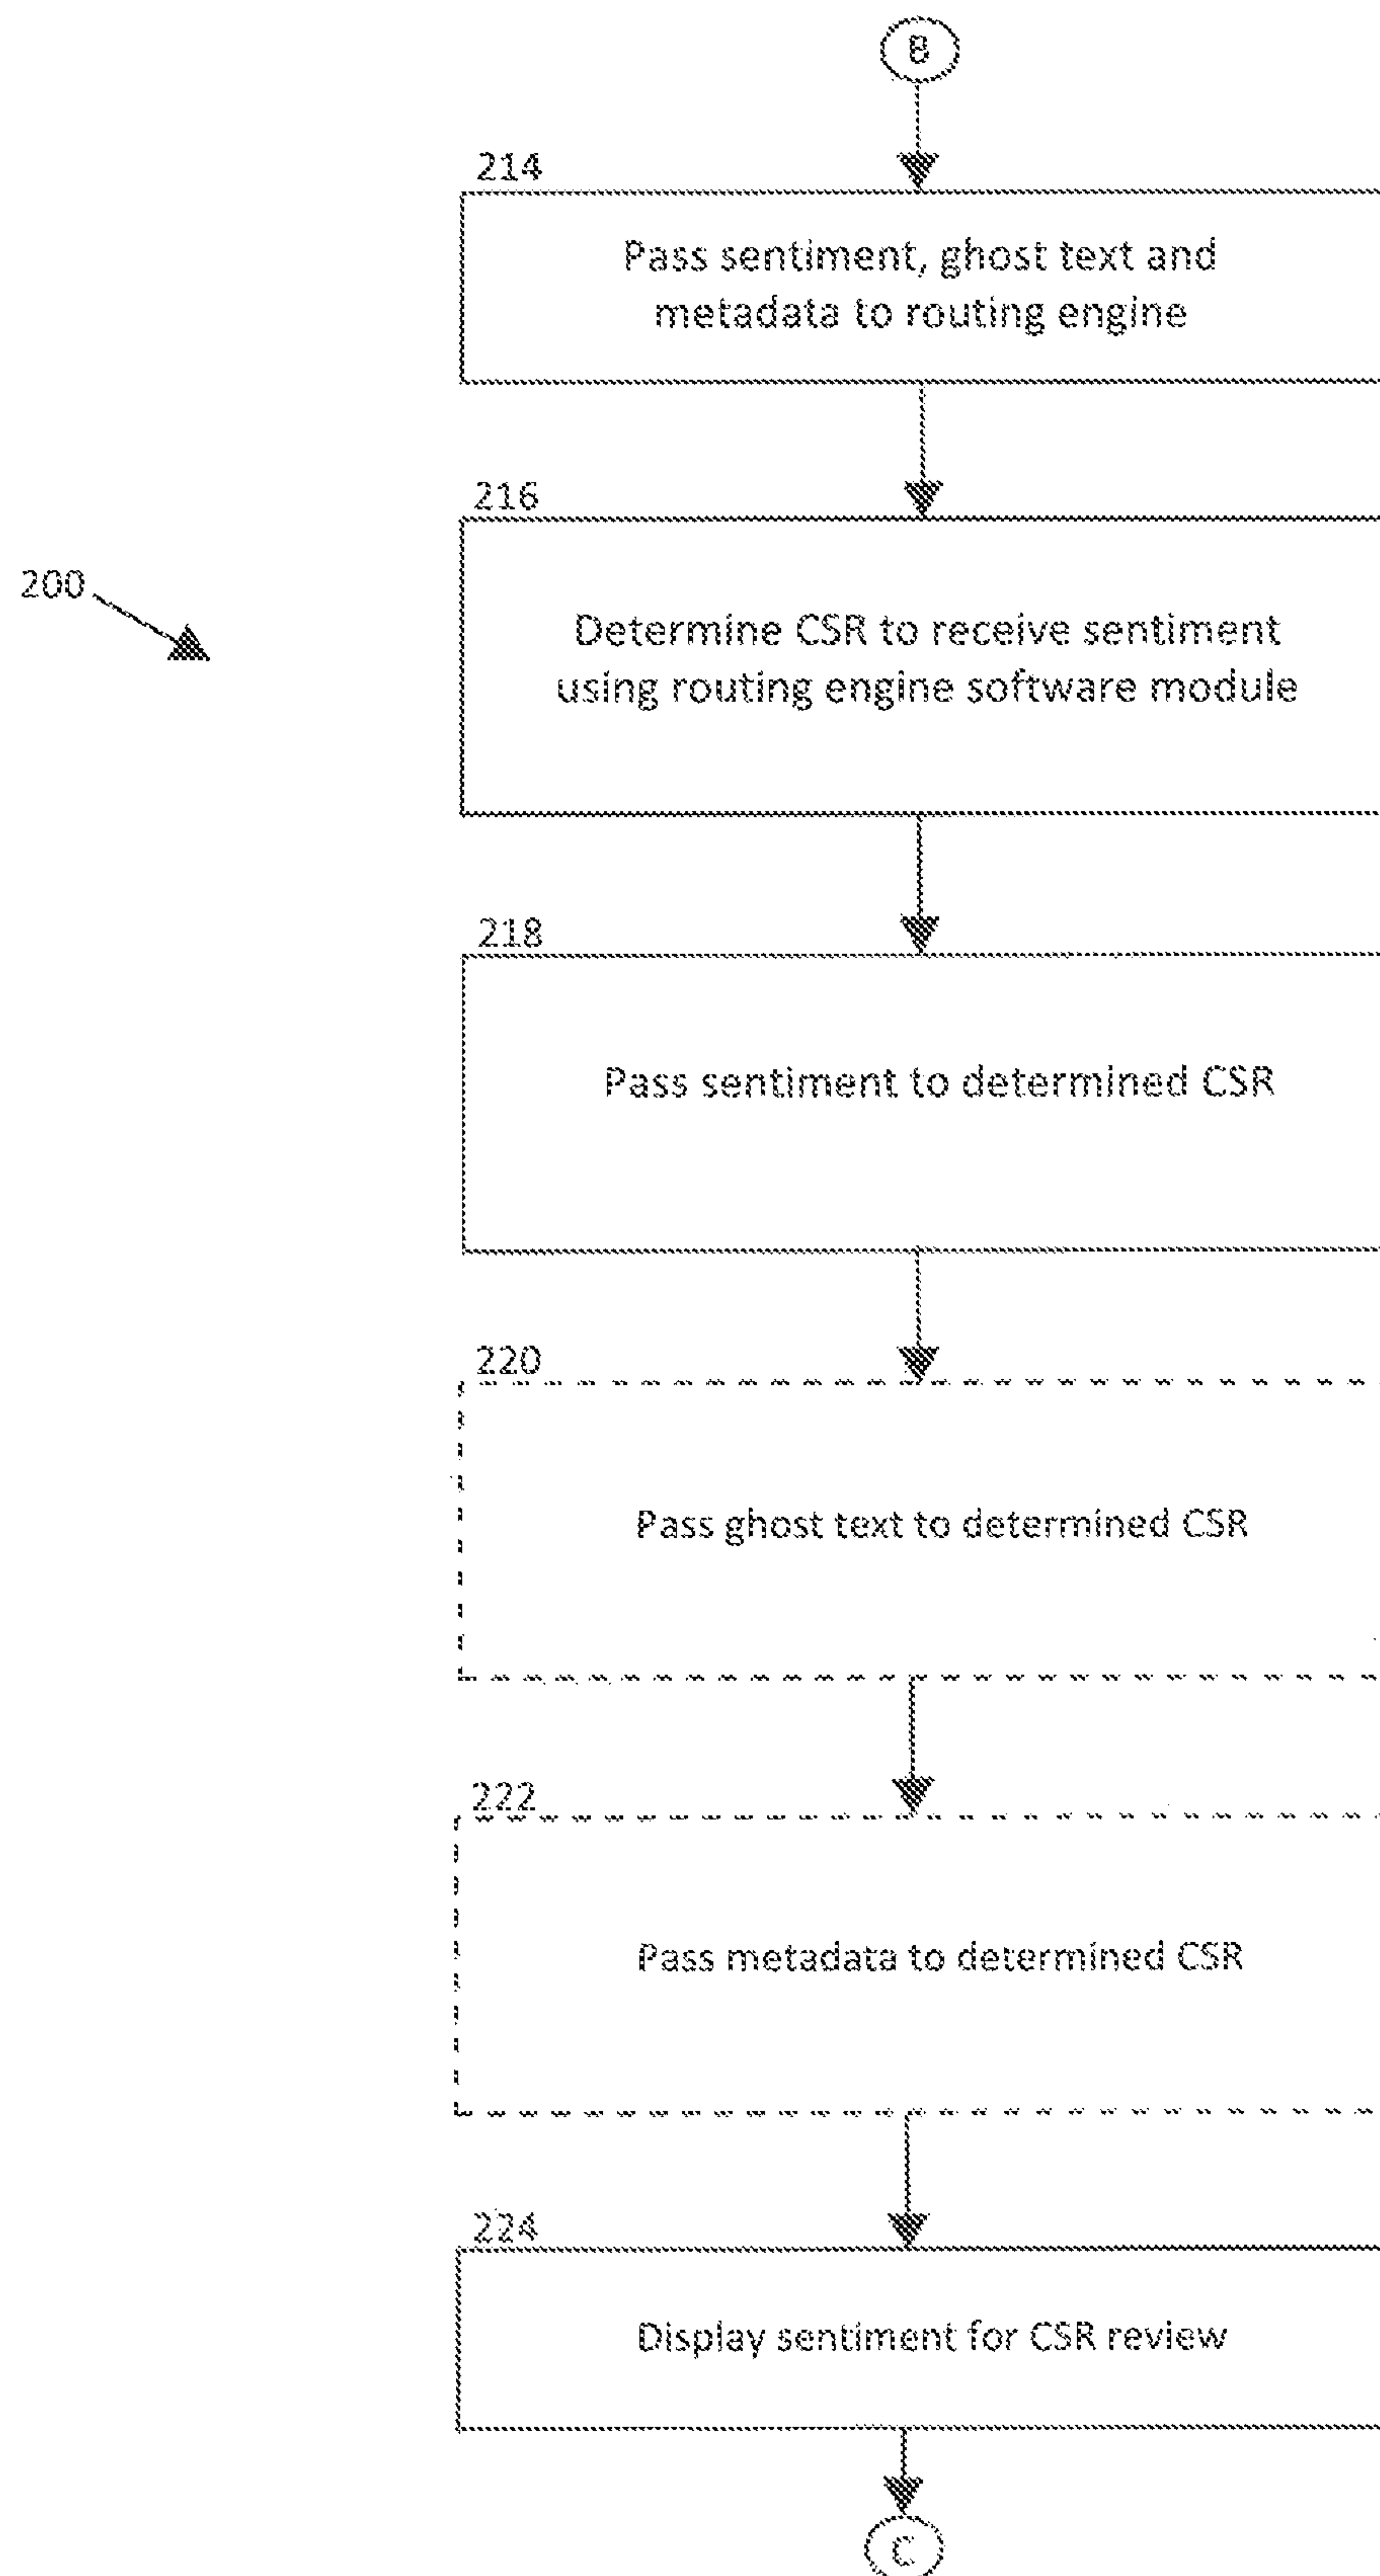 B
214
Pass sentiment, ghost text and
metadata to routing engine
216
200
Determine CSR to receive sentiment
using routing engine software module
218
Pass sentiment to determined CSR
220
Pass ghost text to determined CSR
222
Pass metadata to determined CSR
224
Display sentiment for CSR review
C